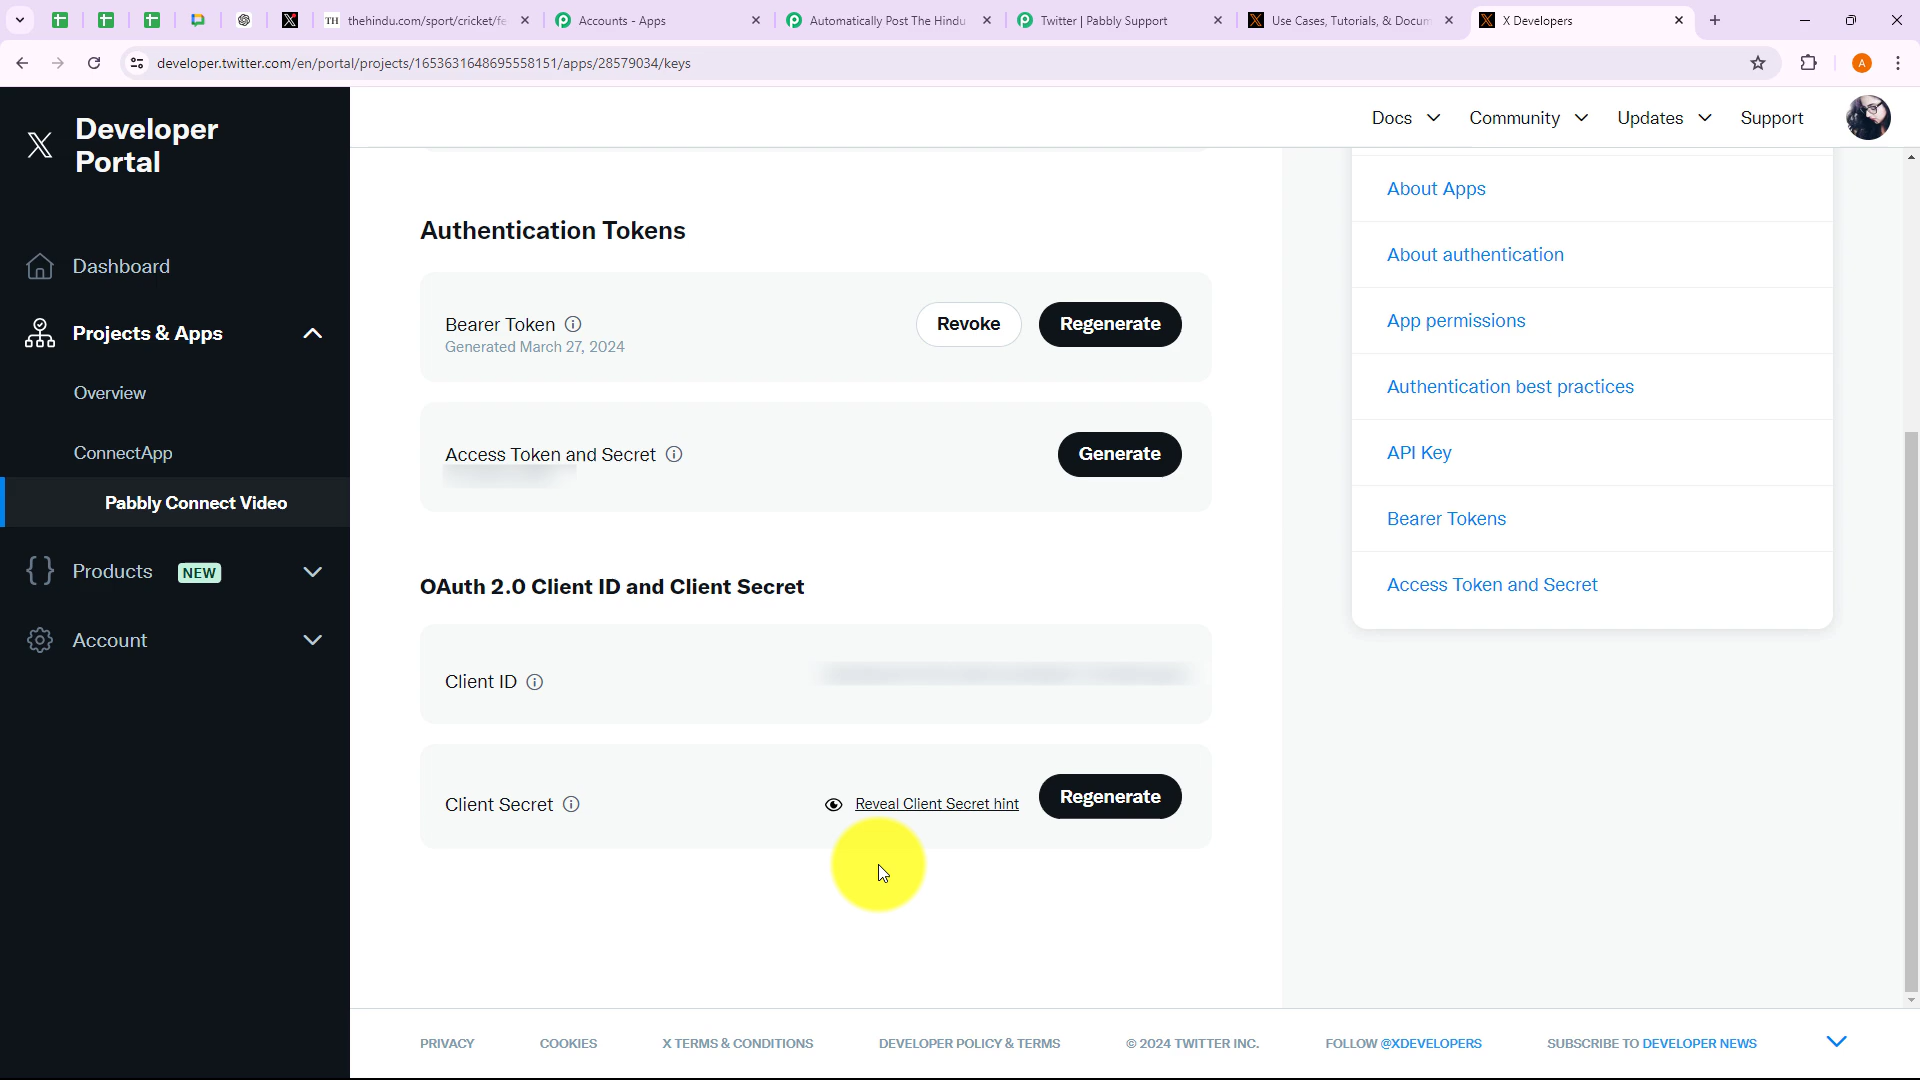 TH thehindu.com/sport/cricket/fe
Accounts - Apps
Automatically Post The Hindu
Twitter | Pabbly Support
Use Cases, Tutorials, & Docum
X Developers
developer.twitter.com/en/portal/projects/1653631648695558151/apps/28579034/keys
A
Developer
Portal
Docs
Community
Updates
Support
Dashboard
Projects & Apps
Overview
ConnectApp
Pabbly Connect Video
Products NEW
Account
Authentication Tokens
Bearer Token
Generated March 27, 2024
Revoke
Regenerate
Access Token and Secret
Generate
OAuth 2.0 Client ID and Client Secret
Client ID
Client Secret
Reveal Client Secret hint
Regenerate
About Apps
About authentication
App permissions
Authentication best practices
API Key
Bearer Tokens
Access Token and Secret
PRIVACY
COOKIES
X TERMS & CONDITIONS
DEVELOPER POLICY & TERMS
© 2024 TWITTER INC.
FOLLOW @XDEVELOPERS
SUBSCRIBE TO DEVELOPER NEWS